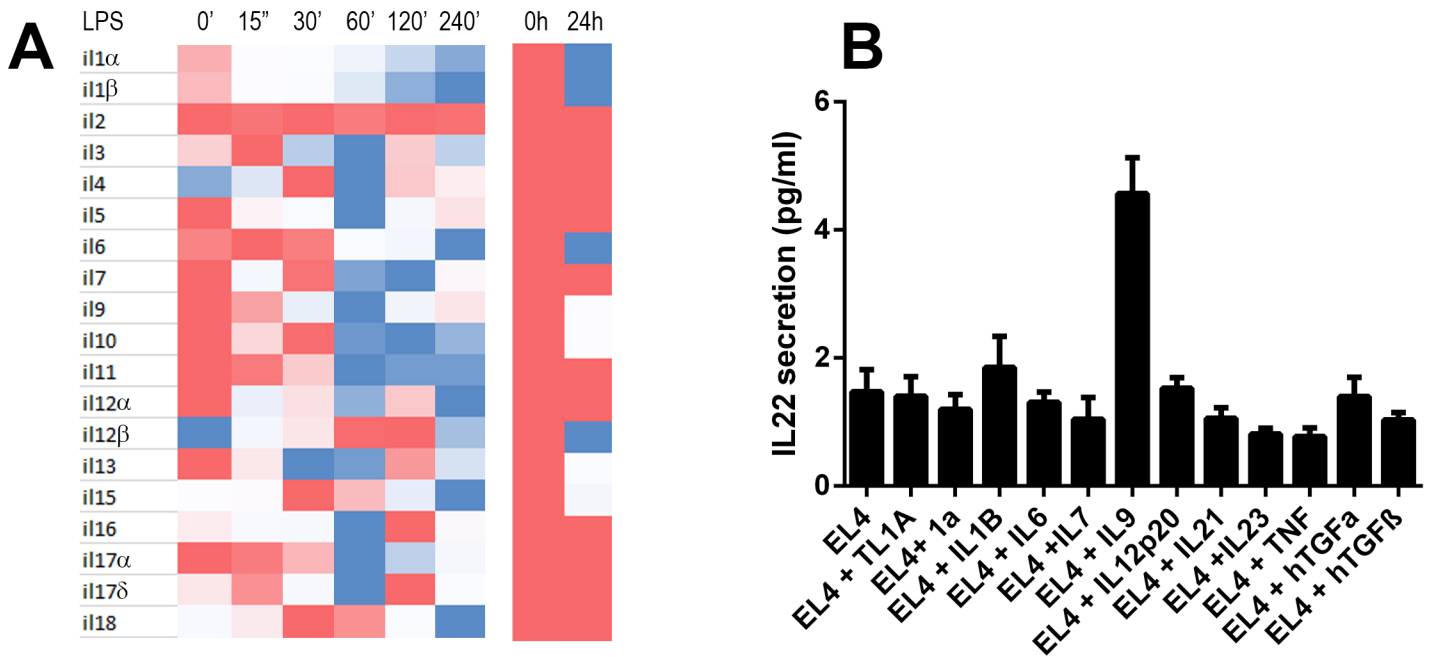 A
LPS 0’ 15” 30’ 60’ 120’ 240’ 0h 24h
il1α
il1β
il2
il3
il4
il5
il6
il7
il9
il10
il11
il12α
il12β
il13
il15
il16
il17α
il17δ
il18
B
IL22 secretion (pg/ml)
6
4
2
0
EL4
EL4 + TL1A
EL4+ 1a
EL4 + IL1B
EL4 + IL6
EL4 +IL7
EL4 + IL9
EL4 + IL12p20
EL4 + IL21
EL4 +IL23
EL4 + TNF
EL4 + hTGFa
EL4 + hTGFß